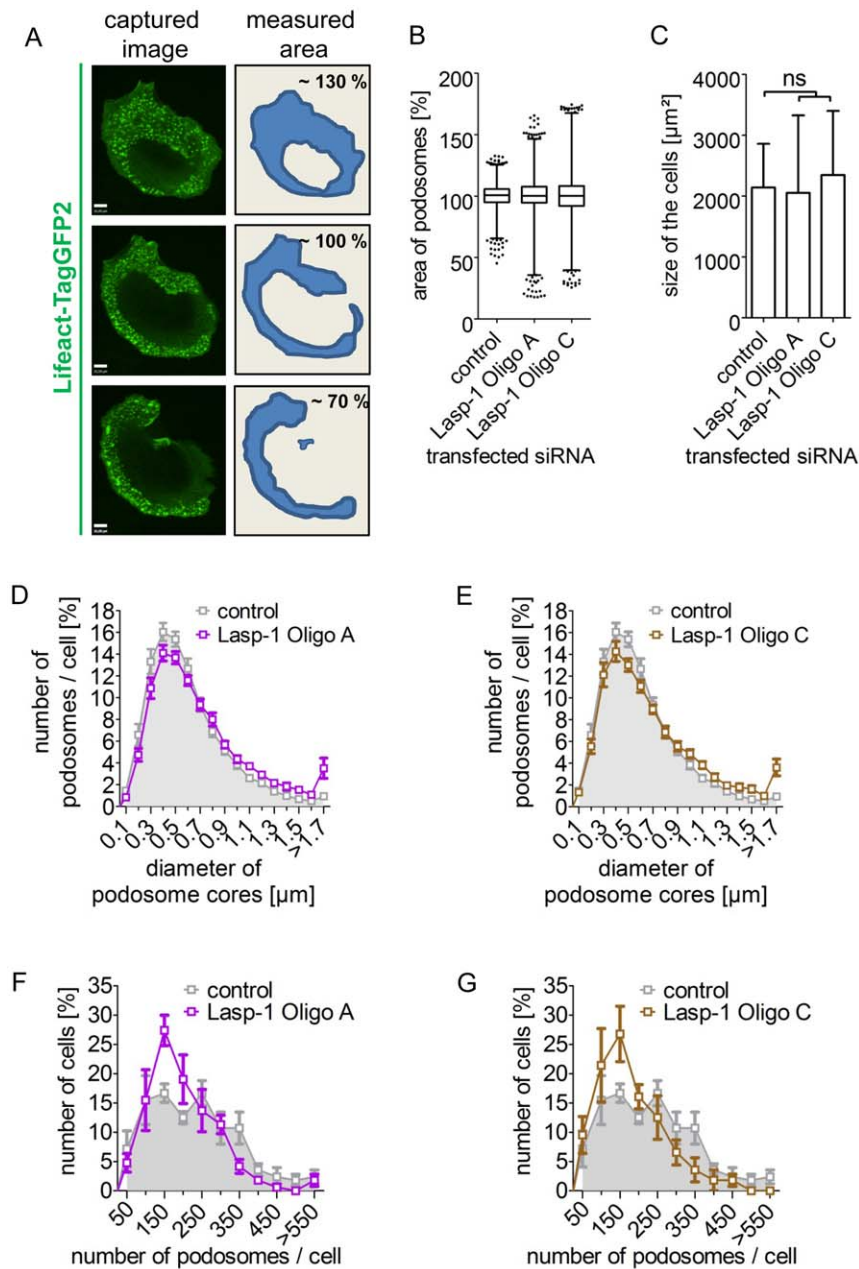 A
captured image
measured area
Lifeact-TagGFP2
~ 130 %
~ 100 %
~ 70 %
B
area of podosomes [%]
200
150
100
50
0
control
Lasp-1 Oligo A
Lasp-1 Oligo C
transfected siRNA
C
size of the cells [µm²]
4000
3000
2000
1000
0
ns
control
Lasp-1 Oligo A
Lasp-1 Oligo C
transfected siRNA
D
number of podosomes / cell [%]
18
16
14
12
10
8
6
4
2
0
control
Lasp-1 Oligo A
0.1
0.3
0.5
0.7
0.9
1.1
1.3
1.5
>1.7
diameter of podosome cores [µm]
E
number of podosomes / cell [%]
18
16
14
12
10
8
6
4
2
0
control
Lasp-1 Oligo C
0.1
0.3
0.5
0.7
0.9
1.1
1.3
1.5
>1.7
diameter of podosome cores [µm]
F
number of cells [%]
35
30
25
20
15
10
5
0
control
Lasp-1 Oligo A
50
150
250
350
450
>550
number of podosomes / cell
G
number of cells [%]
35
30
25
20
15
10
5
0
control
Lasp-1 Oligo C
50
150
250
350
450
>550
number of podosomes / cell